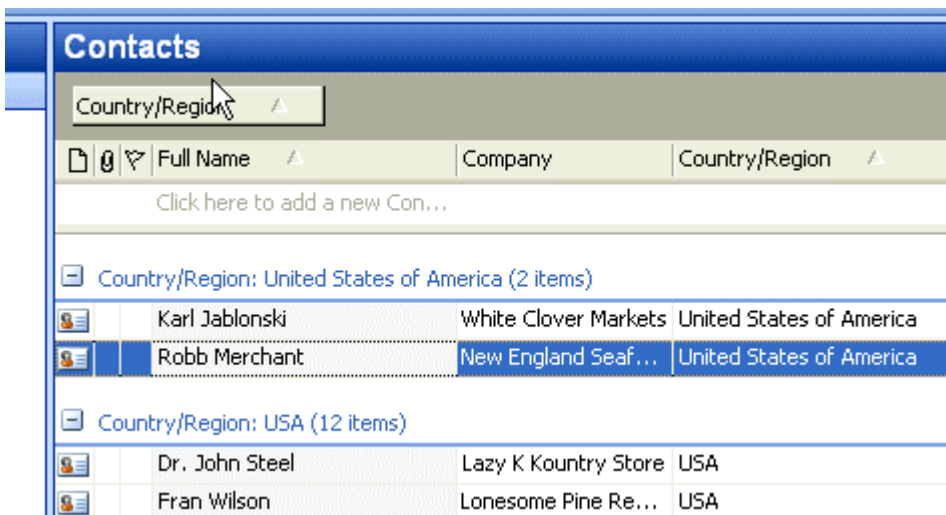 Contacts
Country/Region
Full Name Company Country/Region
Click here to add a new Con...
Country/Region: United States of America (2 items)
Karl Jablonski White Clover Markets United States of America
Robb Merchant New England Seaf... United States of America
Country/Region: USA (12 items)
Dr. John Steel Lazy K Kountry Store USA
Fran Wilson Lonesome Pine Re... USA